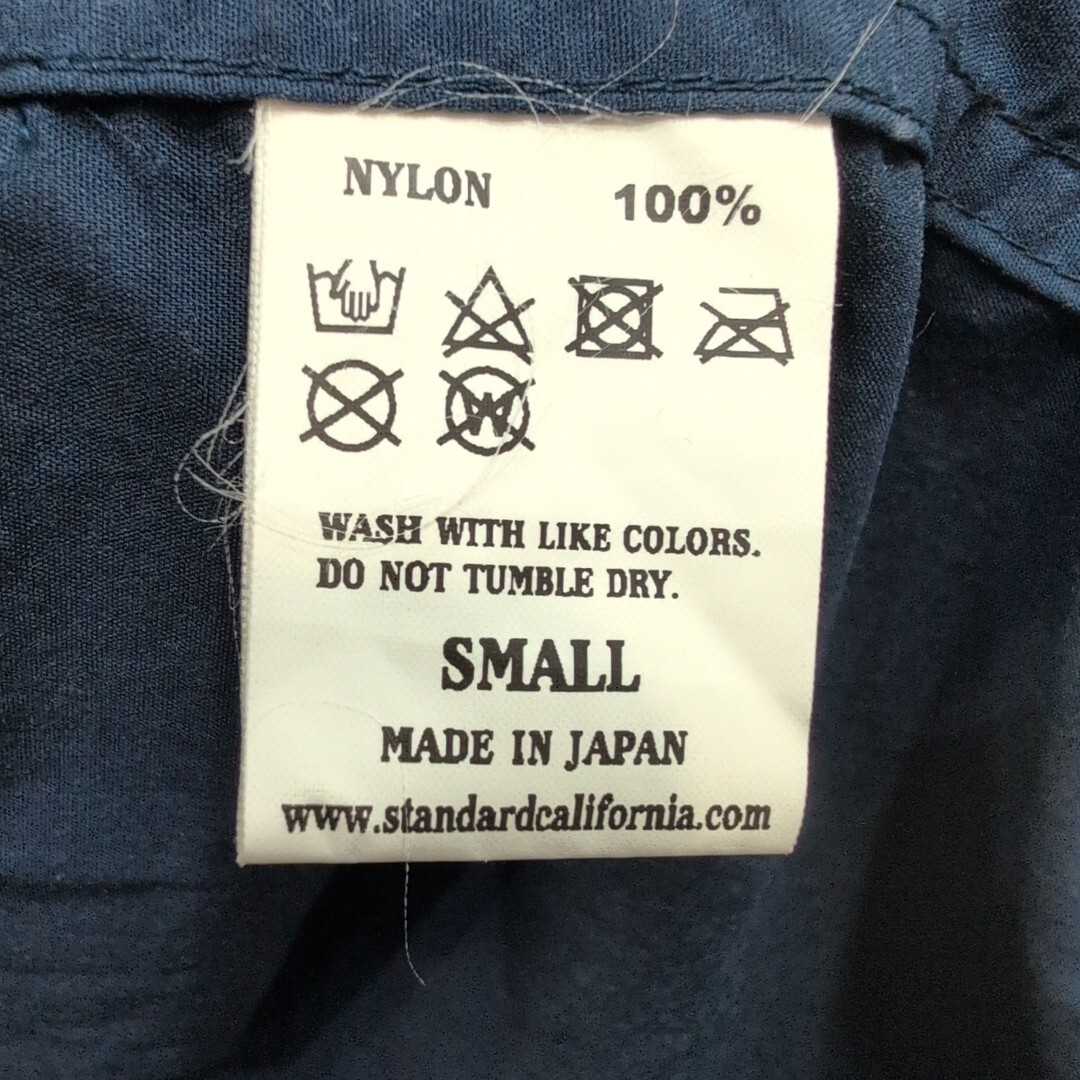 NYLON 100%
W
WASH WITH LIKE COLORS.
DO NOT TUMBLE DRY.
SMALL
MADE IN JAPAN
www.standardcalifornia.com